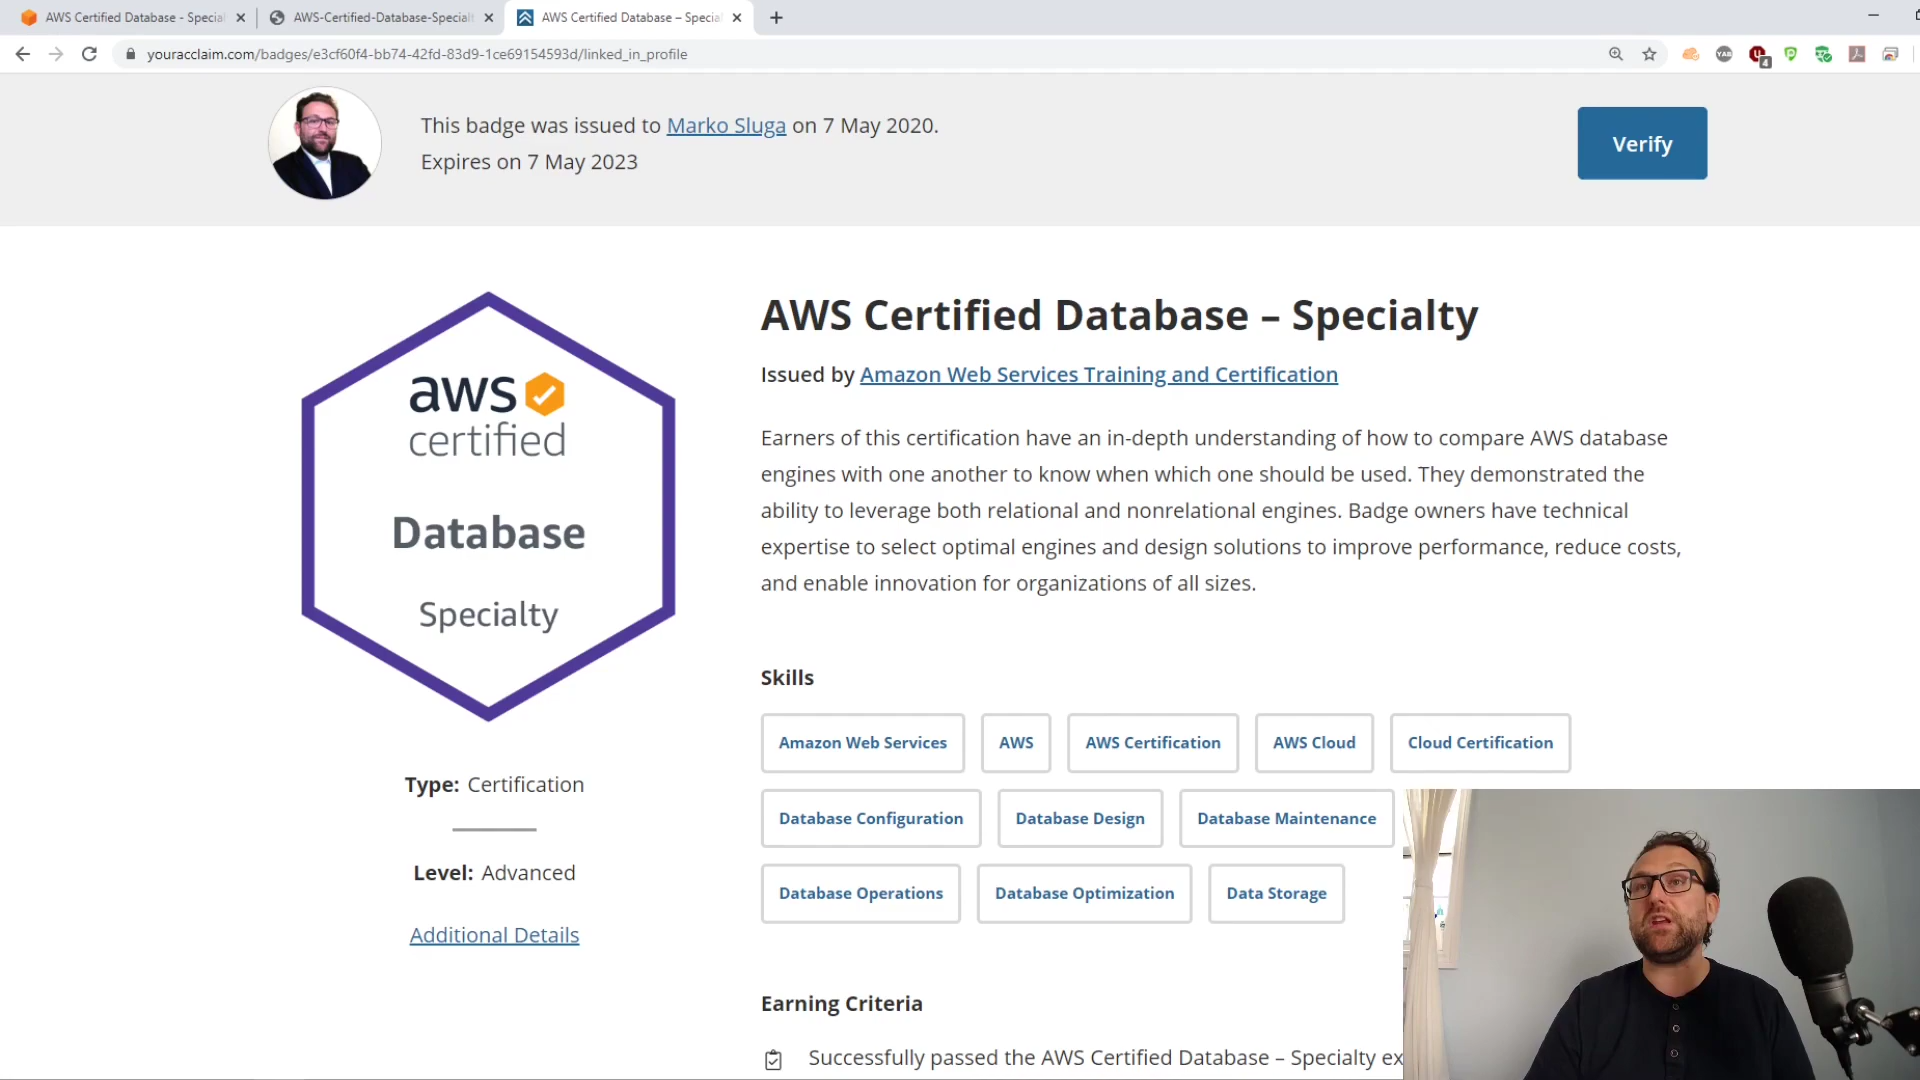 AWS Certified Database - Specia
AWS-Certified-Database-Specialt
AWS Certified Database – Specia
youracclaim.com/badges/e3cf60f4-bb74-42fd-83d9-1ce69154593d/linked_in_profile
4
This badge was issued to Marko Sluga on 7 May 2020.
Expires on 7 May 2023
Verify
aws
certified
Database
Specialty
Type: Certification
Level: Advanced
Additional Details
AWS Certified Database – Specialty
Issued by Amazon Web Services Training and Certification
Earners of this certification have an in-depth understanding of how to compare AWS database
engines with one another to know when which one should be used. They demonstrated the
ability to leverage both relational and nonrelational engines. Badge owners have technical
expertise to select optimal engines and design solutions to improve performance, reduce costs,
and enable innovation for organizations of all sizes.
Skills
Amazon Web Services AWS AWS Certification AWS Cloud Cloud Certification
Database Configuration Database Design Database Maintenance
Database Operations Database Optimization Data Storage
Earning Criteria
Successfully passed the AWS Certified Database – Specialty ex